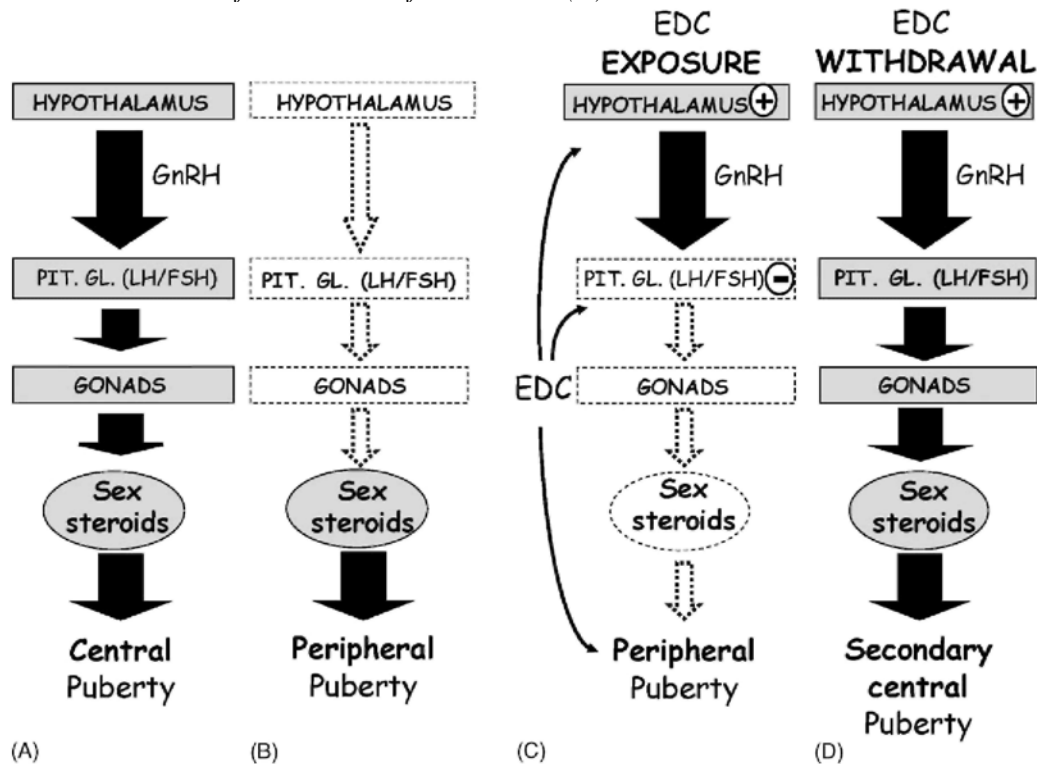 HYPOTHALAMUS
GnRH
PIT. GL. (LH/FSH)
GONADS
Sex
steroids
Central
Puberty
(A)
HYPOTHALAMUS
PIT. GL. (LH/FSH)
GONADS
Sex
steroids
Peripheral
Puberty
(B)
EDC
EXPOSURE
HYPOTHALAMUS +
GnRH
PIT. GL. (LH/FSH) -
EDC
GONADS
Sex
steroids
Peripheral
Puberty
(C)
EDC
WITHDRAWAL
HYPOTHALAMUS +
GnRH
PIT. GL. (LH/FSH)
GONADS
Sex
steroids
Secondary
central
Puberty
(D)